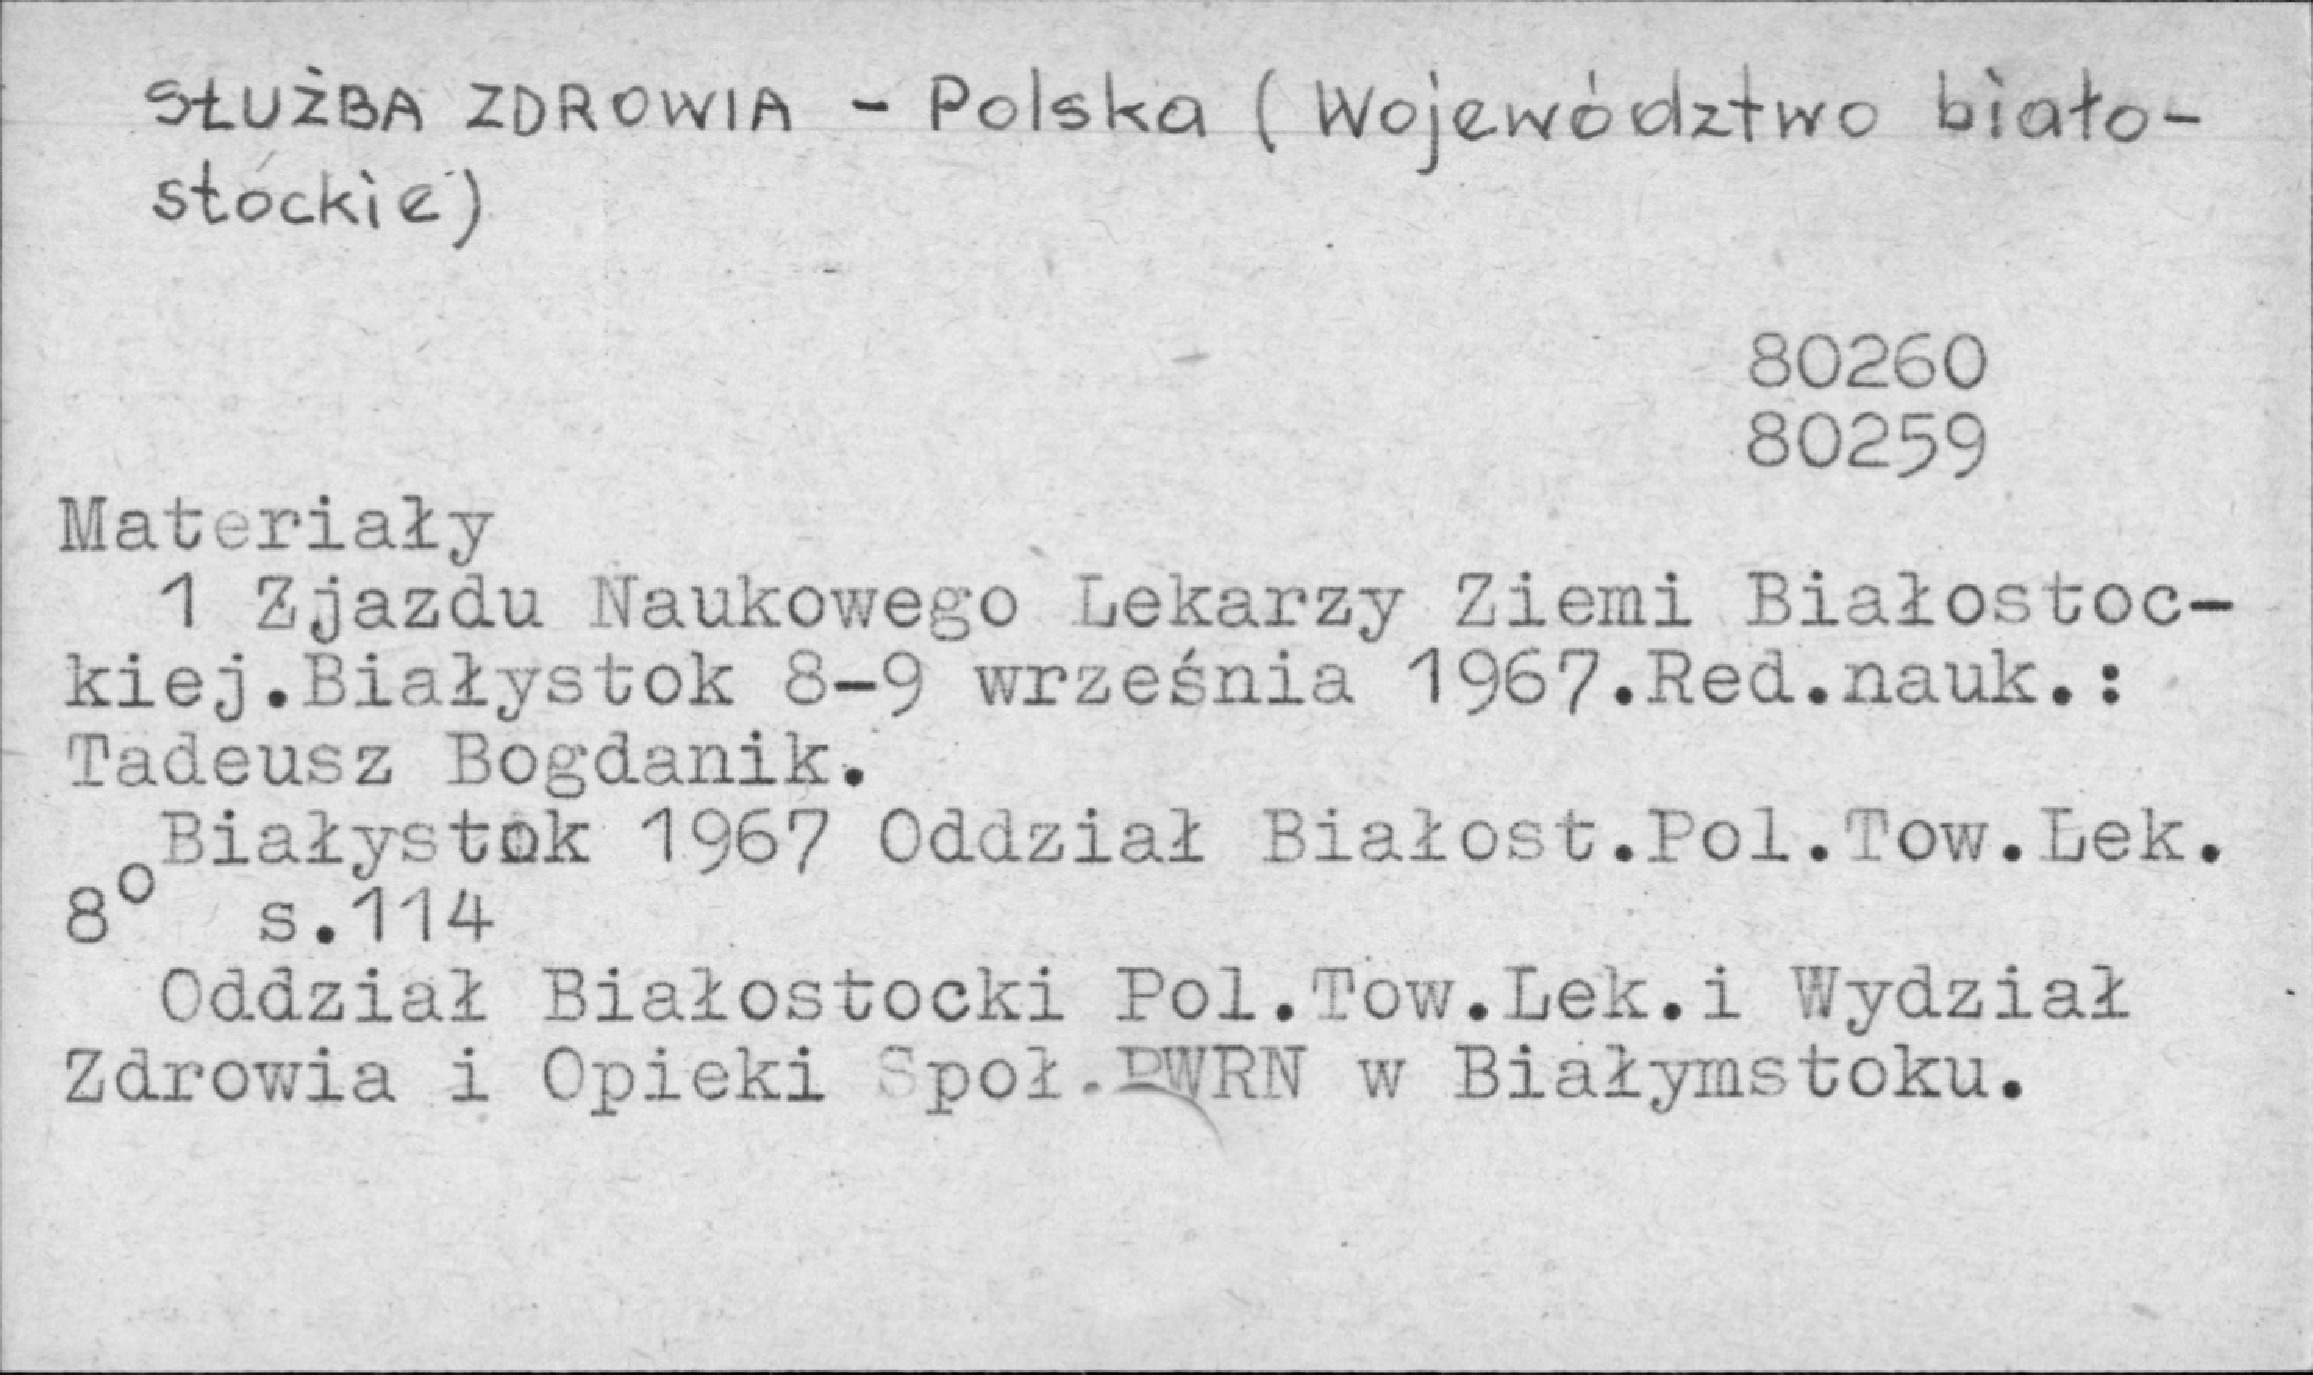 SŁUŻBA ZDROWIA - Polska (Województwo biało-
stockie)
80260
80259
Materiały
1 Zjazdu Naukowego Lekarzy Ziemi Białostoc-
kiej.Białystok 8-9 września 1967.Red.nauk.:
Tadeusz Bogdanik.
Białystok 1967 Oddział Białost.Pol.Tow.Lek.
8° s.114
Oddział Białostocki Pol.Tow.Lek.i Wydział
Zdrowia i Opieki Społ.PWRN w Białymstoku.